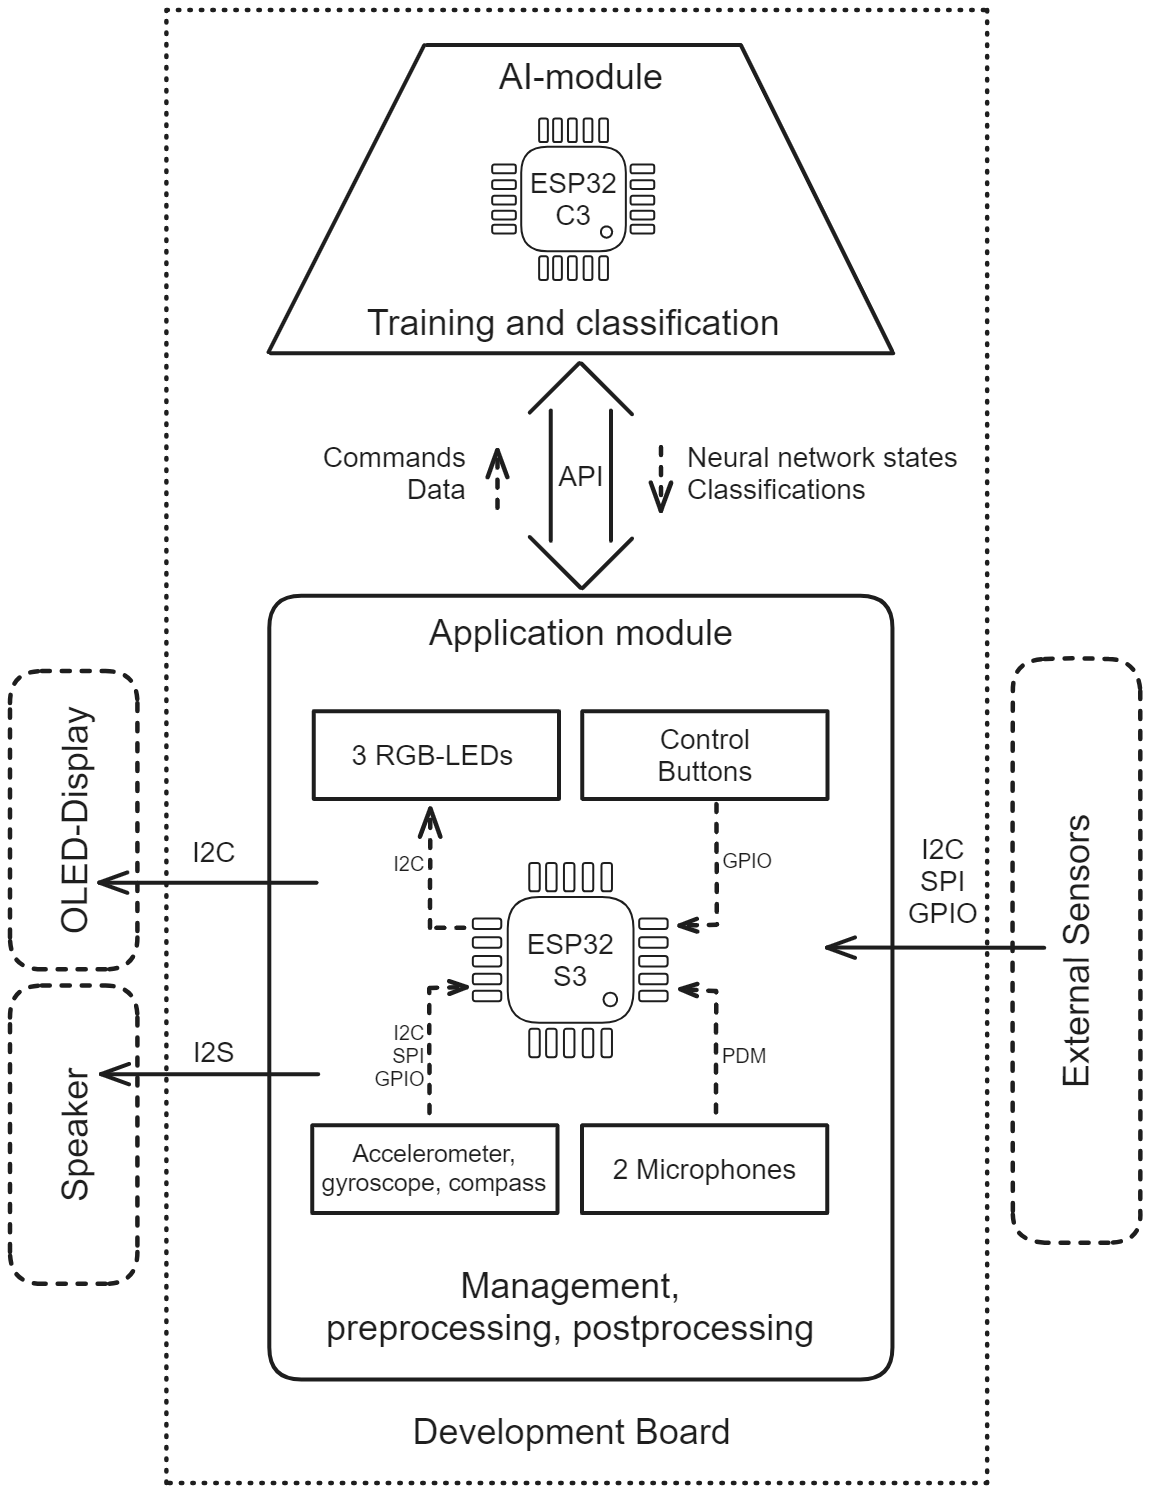 AI-module
ESP32
C3
Training and classification
Commands
Data
API
Neural network states
Classifications
Application module
3 RGB-LEDs
Control
Buttons
OLED-Display
I2C
I2C
GPIO
I2C
SPI
GPIO
External Sensors
ESP32
S3
Speaker
I2S
I2C
SPI
GPIO
PDM
Accelerometer,
gyroscope, compass
2 Microphones
Management,
preprocessing, postprocessing
Development Board